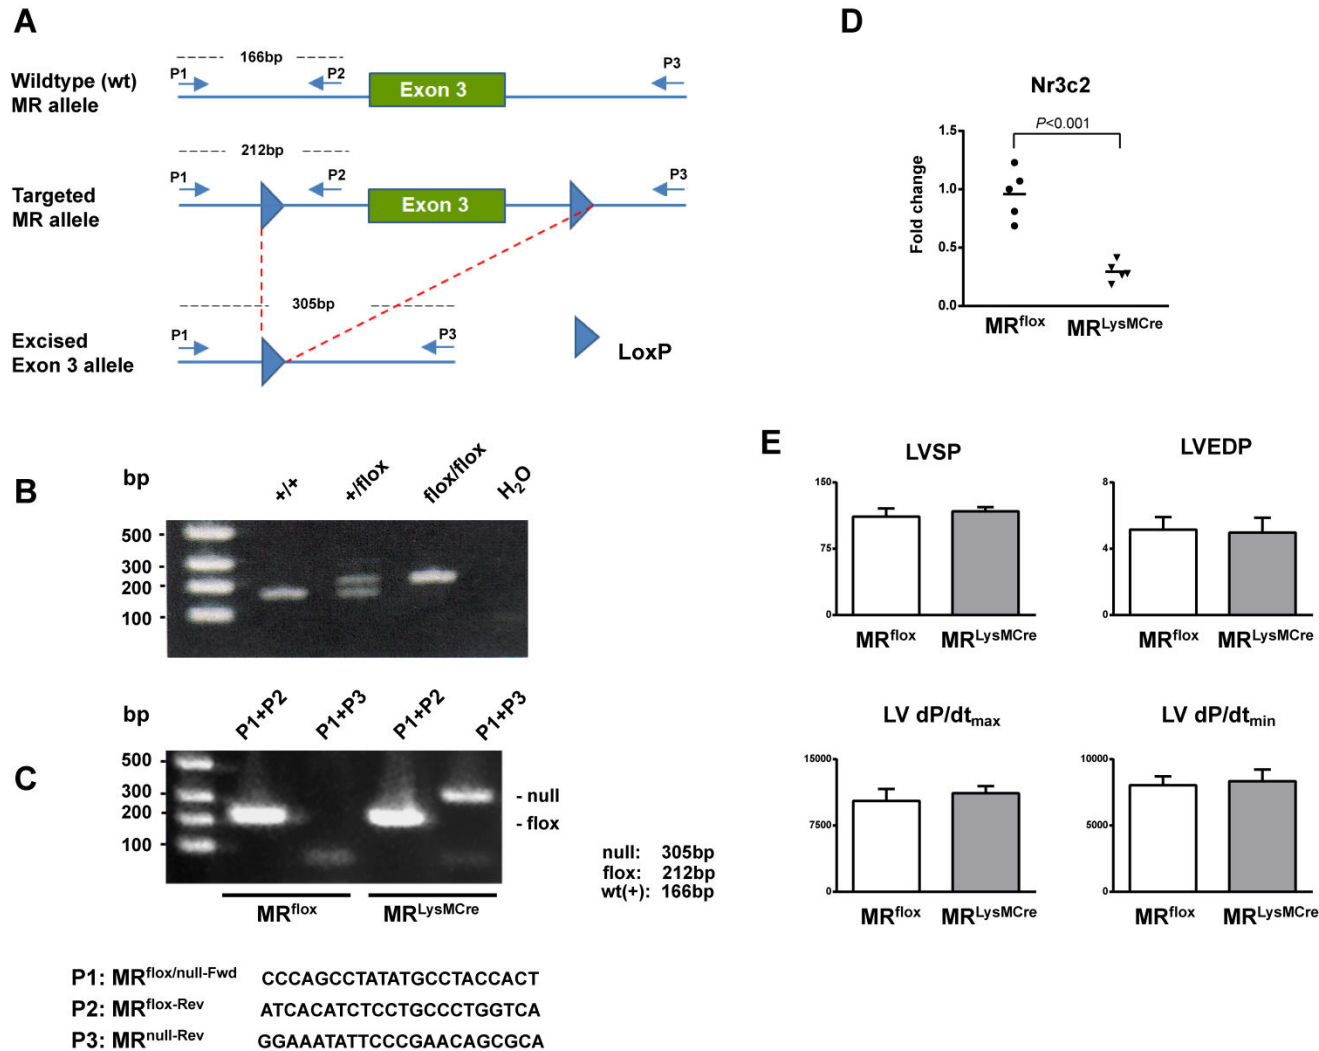 A
Wildtype (wt)
MR allele
166bp
P1
P2
P3
Exon 3
Targeted
MR allele
212bp
P1
P2
P3
Exon 3
Excised
Exon 3 allele
305bp
P1
P3
LoxP
B
bp
+/+
+/flox
flox/flox
H2O
500
300
200
100
C
bp
P1+P2
P1+P3
P1+P2
P1+P3
500
300
200
100
- null
- flox
MRflox
MRLysMCre
null: 305bp
flox: 212bp
wt(+): 166bp
P1: MRflox/null-Fwd CCCAGCCTATATGCCTACCACT
P2: MRflox-Rev ATCACATCTCCTGCCCTGGTCA
P3: MRnull-Rev GGAAATATTCCCGAACAGCGCA
D
Nr3c2
P<0.001
Fold change
1.5
1.0
0.5
0.0
MRflox
MRLysMCre
E
LVSP
150
75
0
MRflox
MRLysMCre
LVEDP
8
4
0
MRflox
MRLysMCre
LV dP/dtmax
15000
7500
0
MRflox
MRLysMCre
LV dP/dtmin
10000
5000
0
MRflox
MRLysMCre